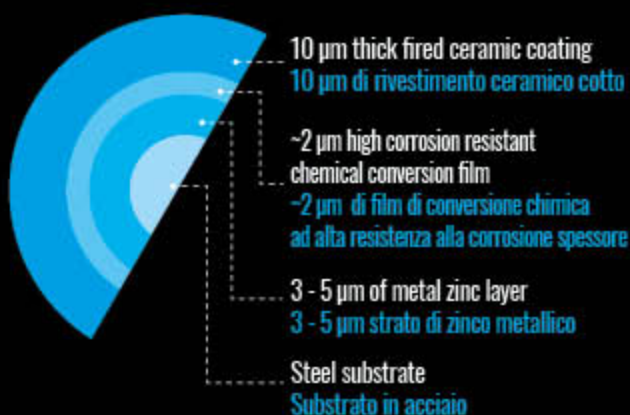 10 µm thick fired ceramic coating
10 µm di rivestimento ceramico cotto
~2 µm high corrosion resistant
chemical conversion film
~2 µm di film di conversione chimica
ad alta resistenza alla corrosione spessore
3 - 5 µm of metal zinc layer
3 - 5 µm strato di zinco metallico
Steel substrate
Substrato in acciaio